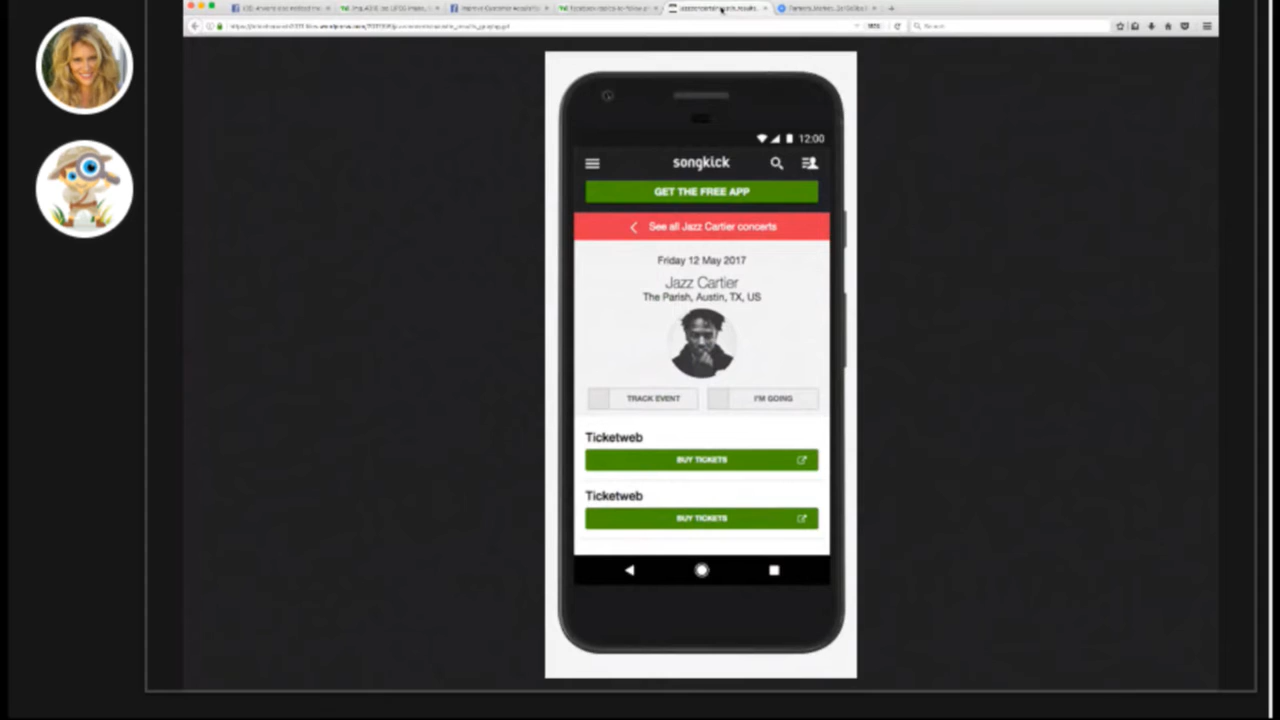 12:00
songkick
GET THE FREE APP
See all Jazz Cartier concerts
Friday 12 May 2017
Jazz Cartier
The Parish, Austin, TX, US
TRACK EVENT
I'M GOING
Ticketweb
BUY TICKETS
Ticketweb
BUY TICKETS